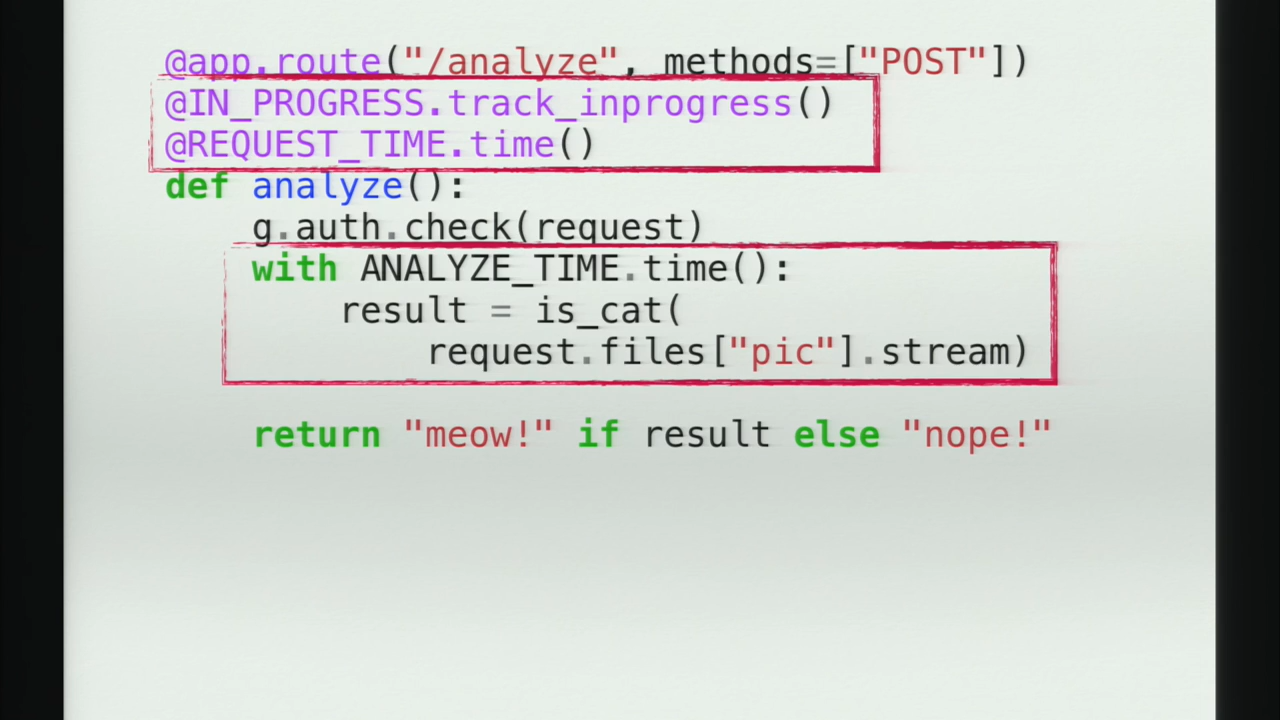 @app.route("/analyze", methods=["POST"])
@IN_PROGRESS.track_inprogress()
@REQUEST_TIME.time()
def analyze():
    g.auth.check(request)
    with ANALYZE_TIME.time():
        result = is_cat(
            request.files["pic"].stream)
    return "meow!" if result else "nope!"